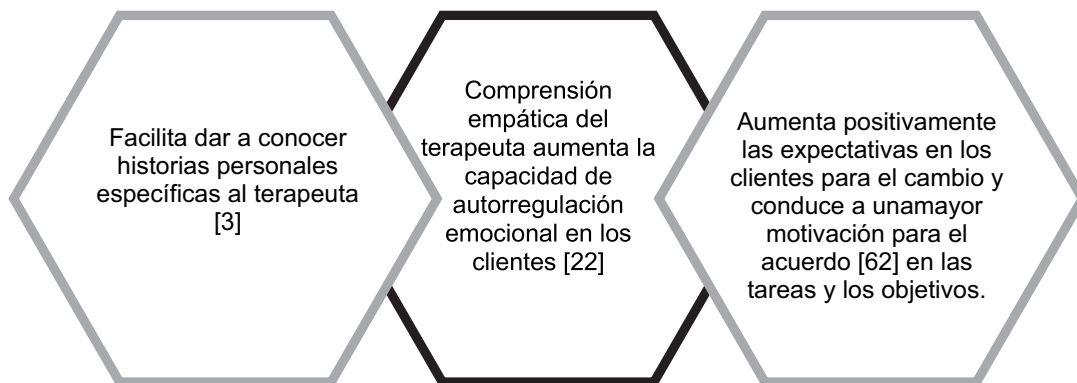 Facilita dar a conocer
historias personales
específicas al terapeuta
[3]
Comprensión
empática del
terapeuta aumenta la
capacidad de
autorregulación
emocional en los
clientes [22]
Aumenta positivamente
las expectativas en los
clientes para el cambio y
conduce a unamayor
motivación para el
acuerdo [62] en las
tareas y los objetivos.